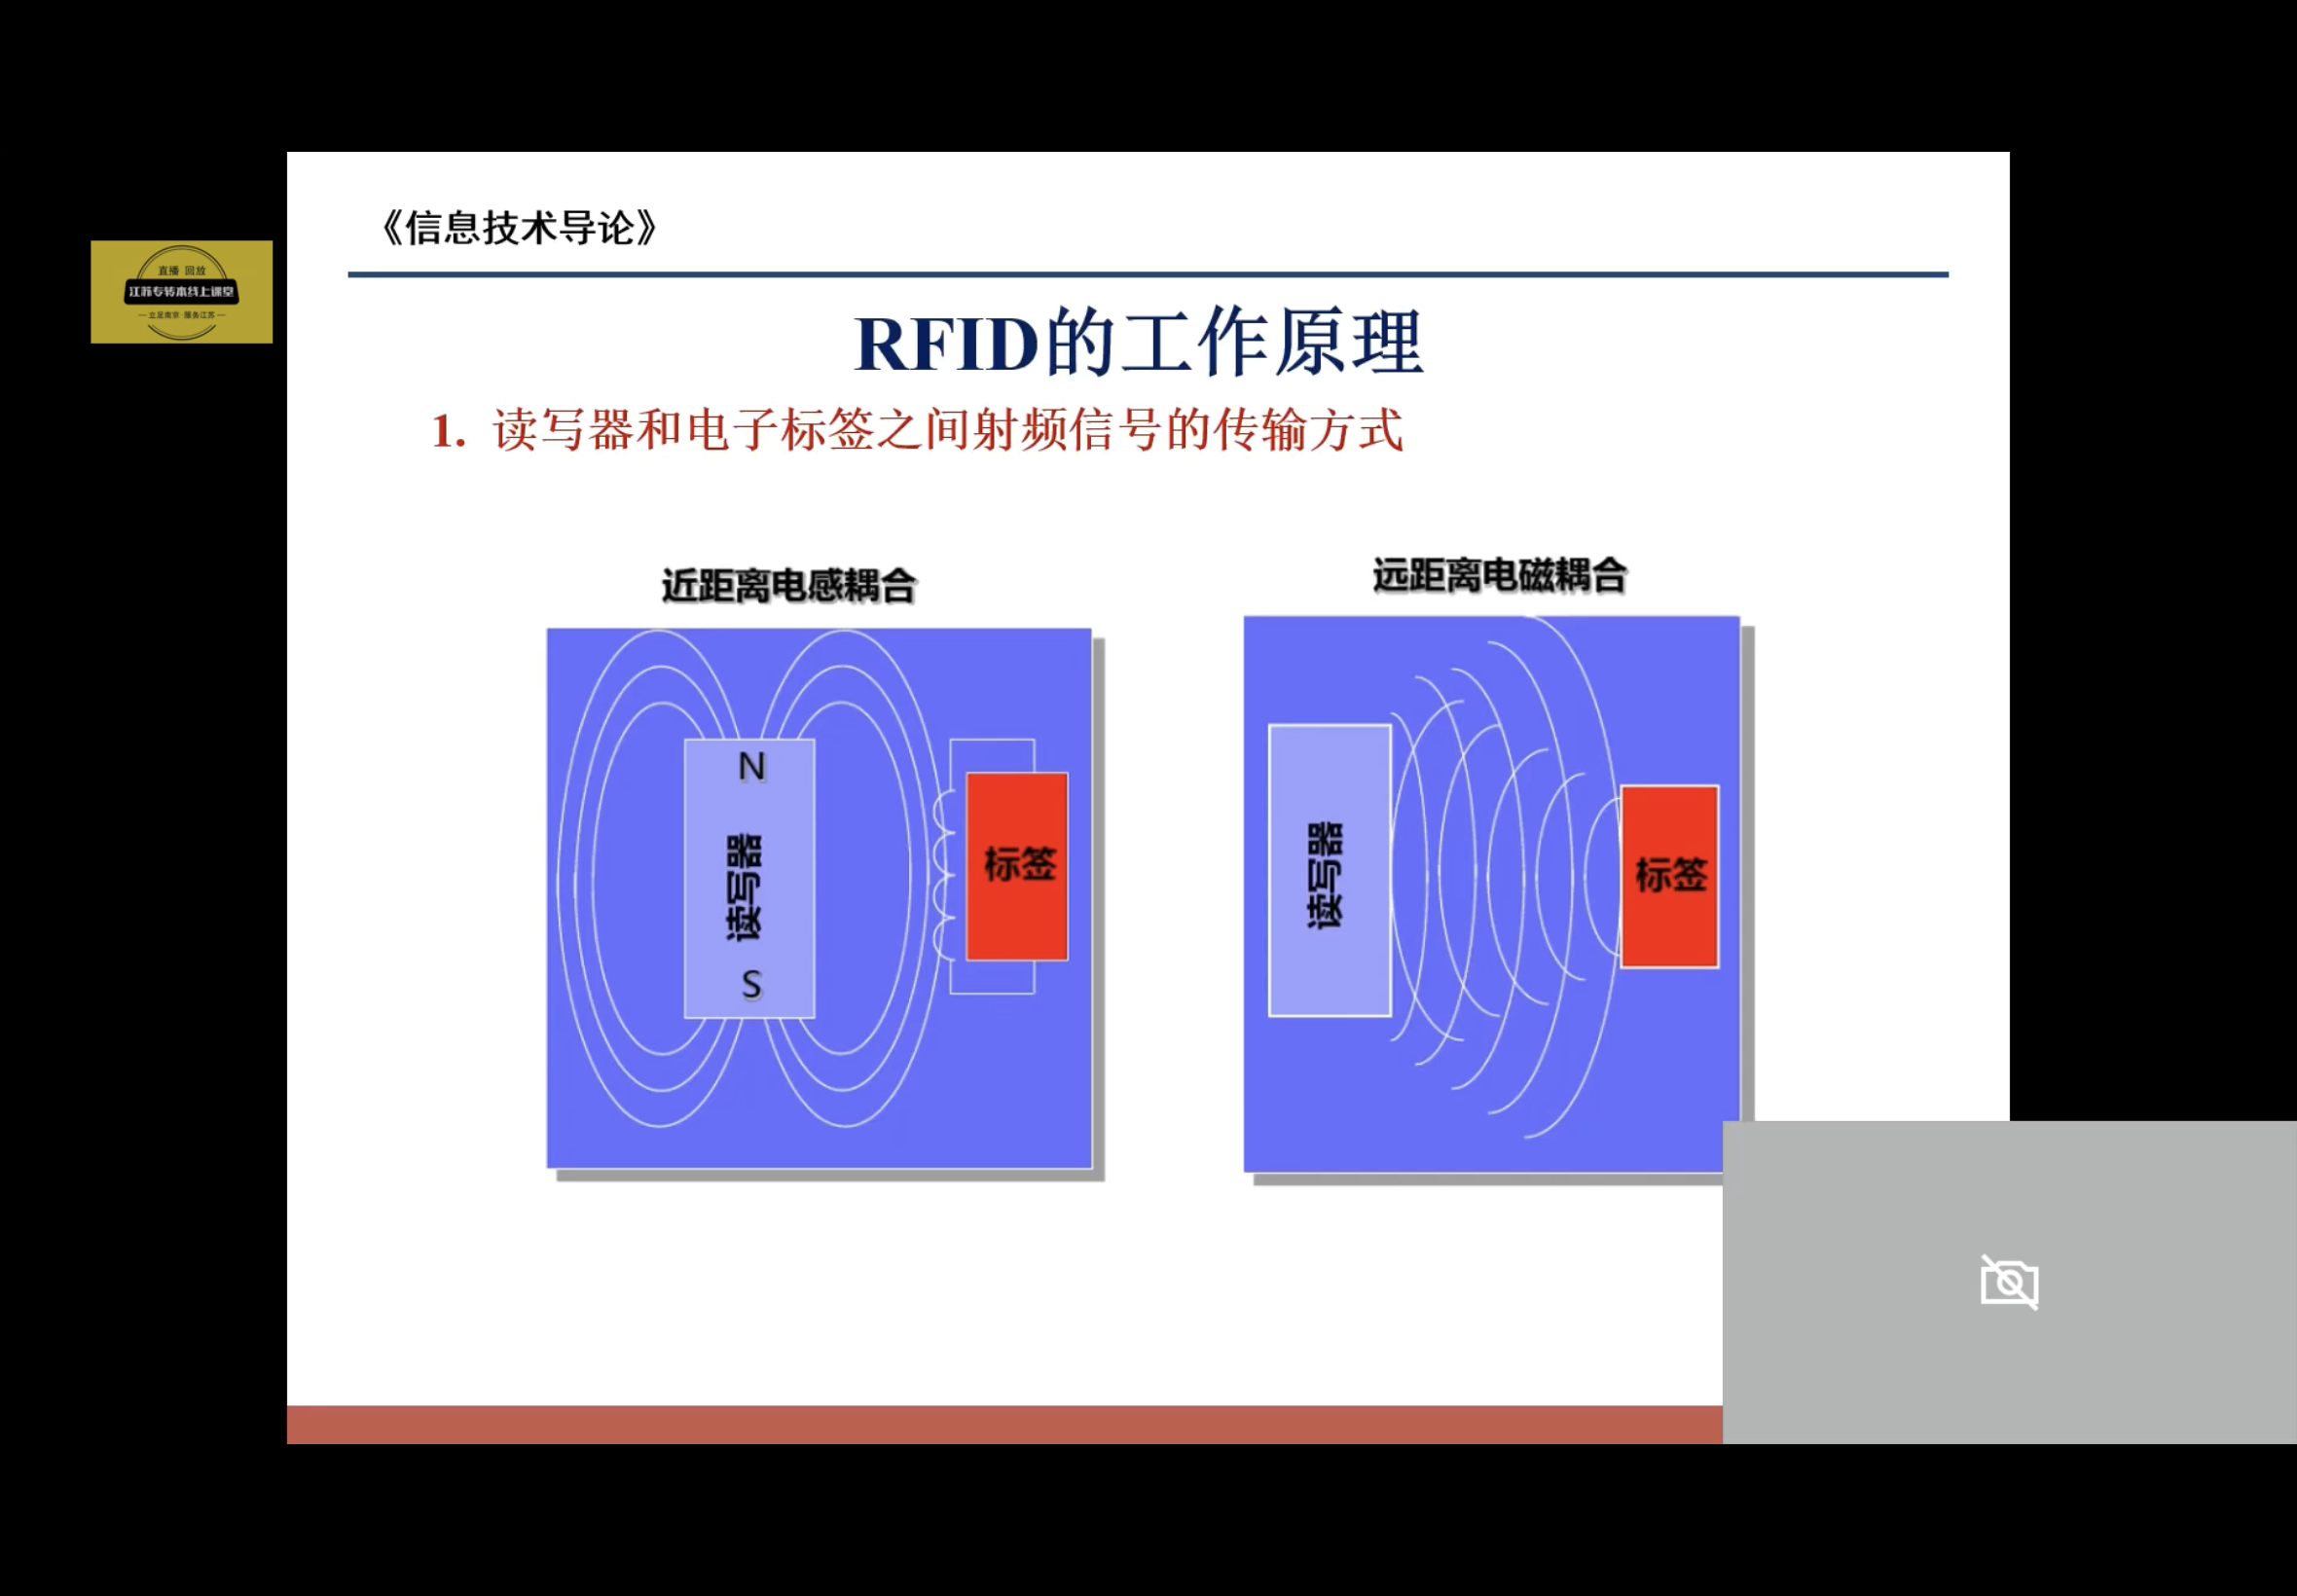 《信息技术导论》
直播 回放
江苏专转本线上课堂
— 立足南京·服务江苏 —
RFID的工作原理
1. 读写器和电子标签之间射频信号的传输方式
近距离电感耦合
远距离电磁耦合
N
读写器
S
标签
读写器
标签